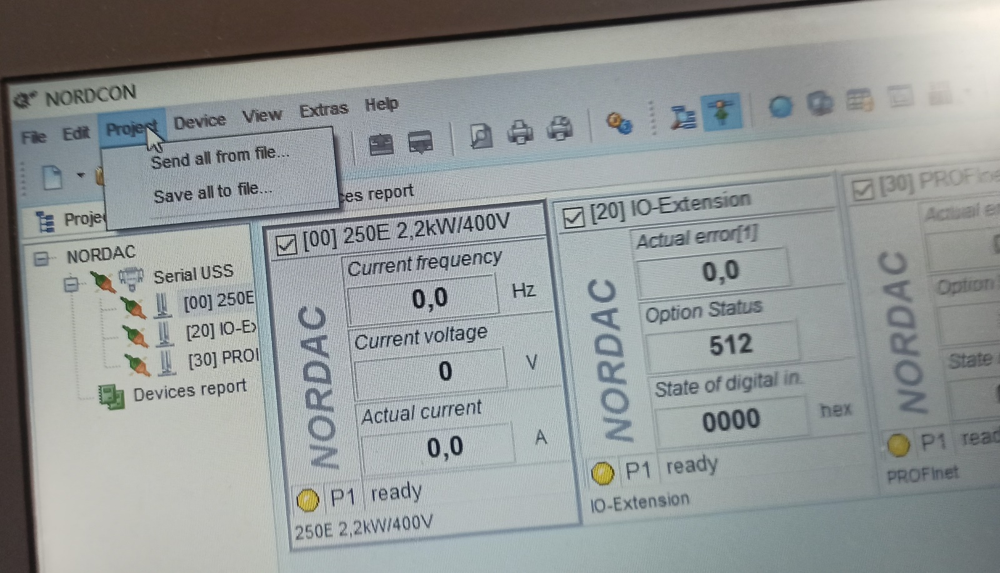 NORDCON
File Edit Project Device View Extras Help
Send all from file...
Save all to file...
ces report
Projec
NORDAC
Serial USS
[00] 250E
[20] IO-Ex
[30] PROI
Devices report
[00] 250E 2,2kW/400V
NORDAC
Current frequency
0,0 Hz
Current voltage
0 V
Actual current
0,0 A
P1 ready
250E 2,2kW/400V
[20] IO-Extension
NORDAC
Actual error[1]
0,0
Option Status
512
State of digital in.
0000 hex
P1 ready
IO-Extension
[30] PROFine
NORDAC
Actual er
Option
State
P1 read
PROFInet